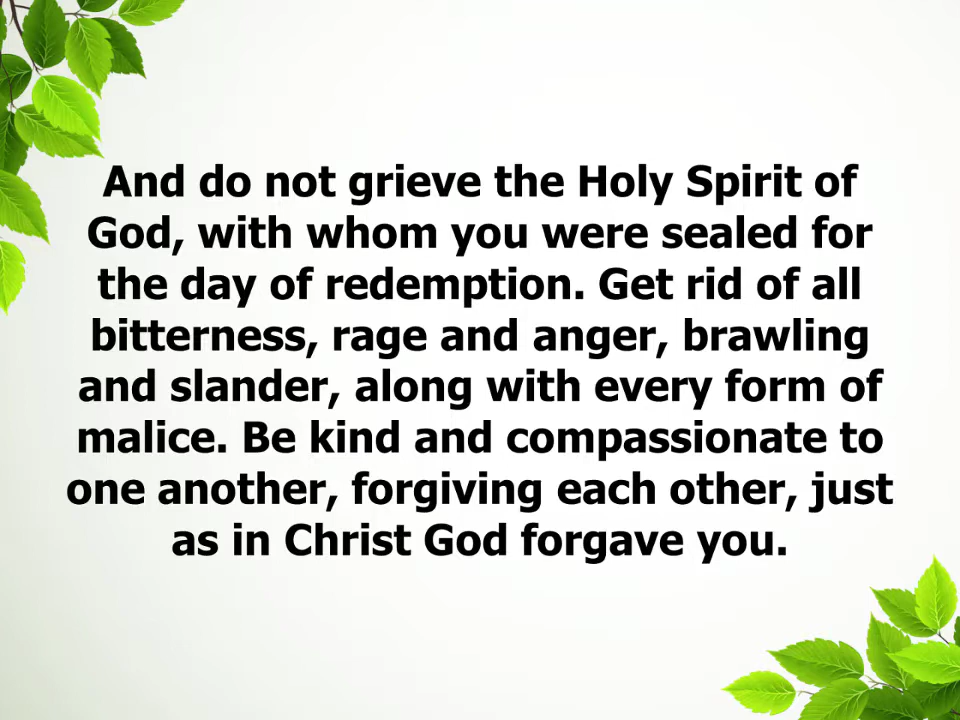 And do not grieve the Holy Spirit of
God, with whom you were sealed for
the day of redemption. Get rid of all
bitterness, rage and anger, brawling
and slander, along with every form of
malice. Be kind and compassionate to
one another, forgiving each other, just
as in Christ God forgave you.